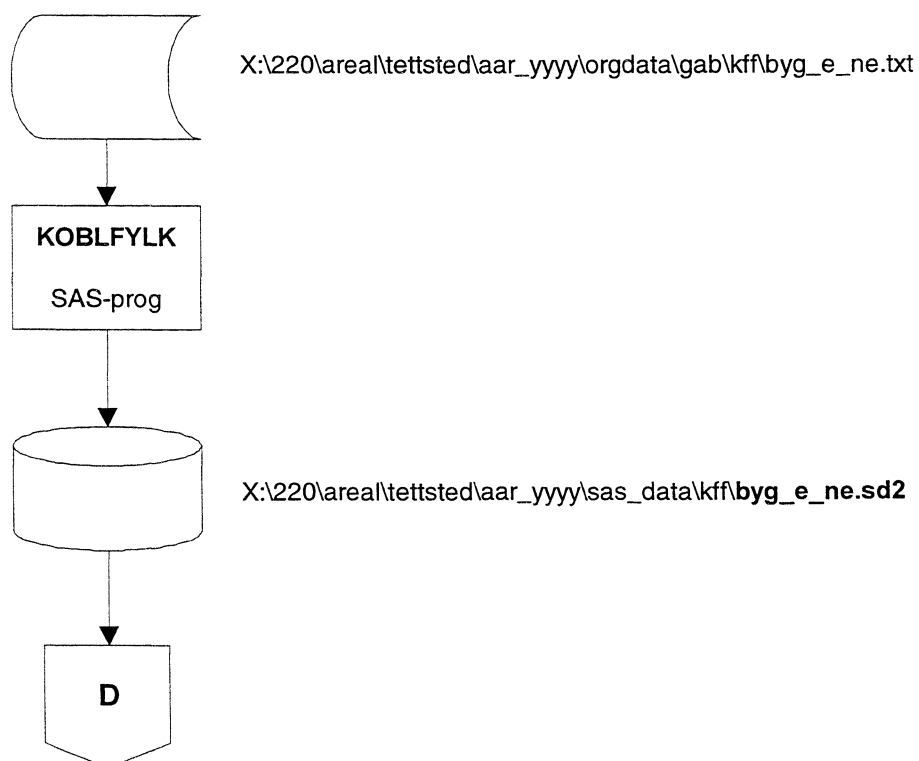 X:\220\areal\tettsted\aar_yyyy\orgdata\gab\kff\byg_e_ne.txt
KOBLFYLK
SAS-prog
X:\220\areal\tettsted\aar_yyyy\sas_data\kff\byg_e_ne.sd2
D